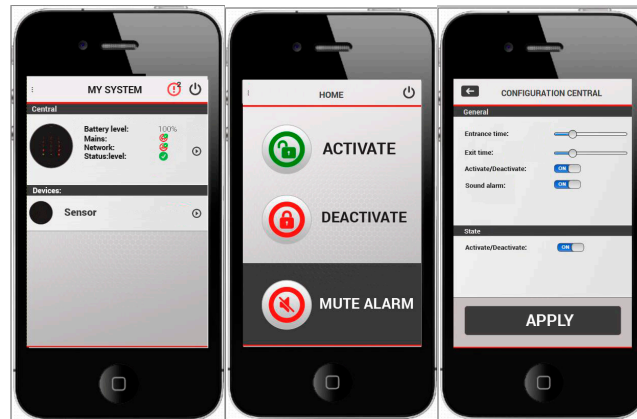 MY SYSTEM
Central
Battery level: 100%
Mains:
Network:
Status:level:
Devices:
Sensor
HOME
ACTIVATE
DEACTIVATE
MUTE ALARM
CONFIGURATION CENTRAL
General
Entrance time:
Exit time:
Activate/Deactivate: ON
Sound alarm: ON
State
Activate/Deactivate: ON
APPLY